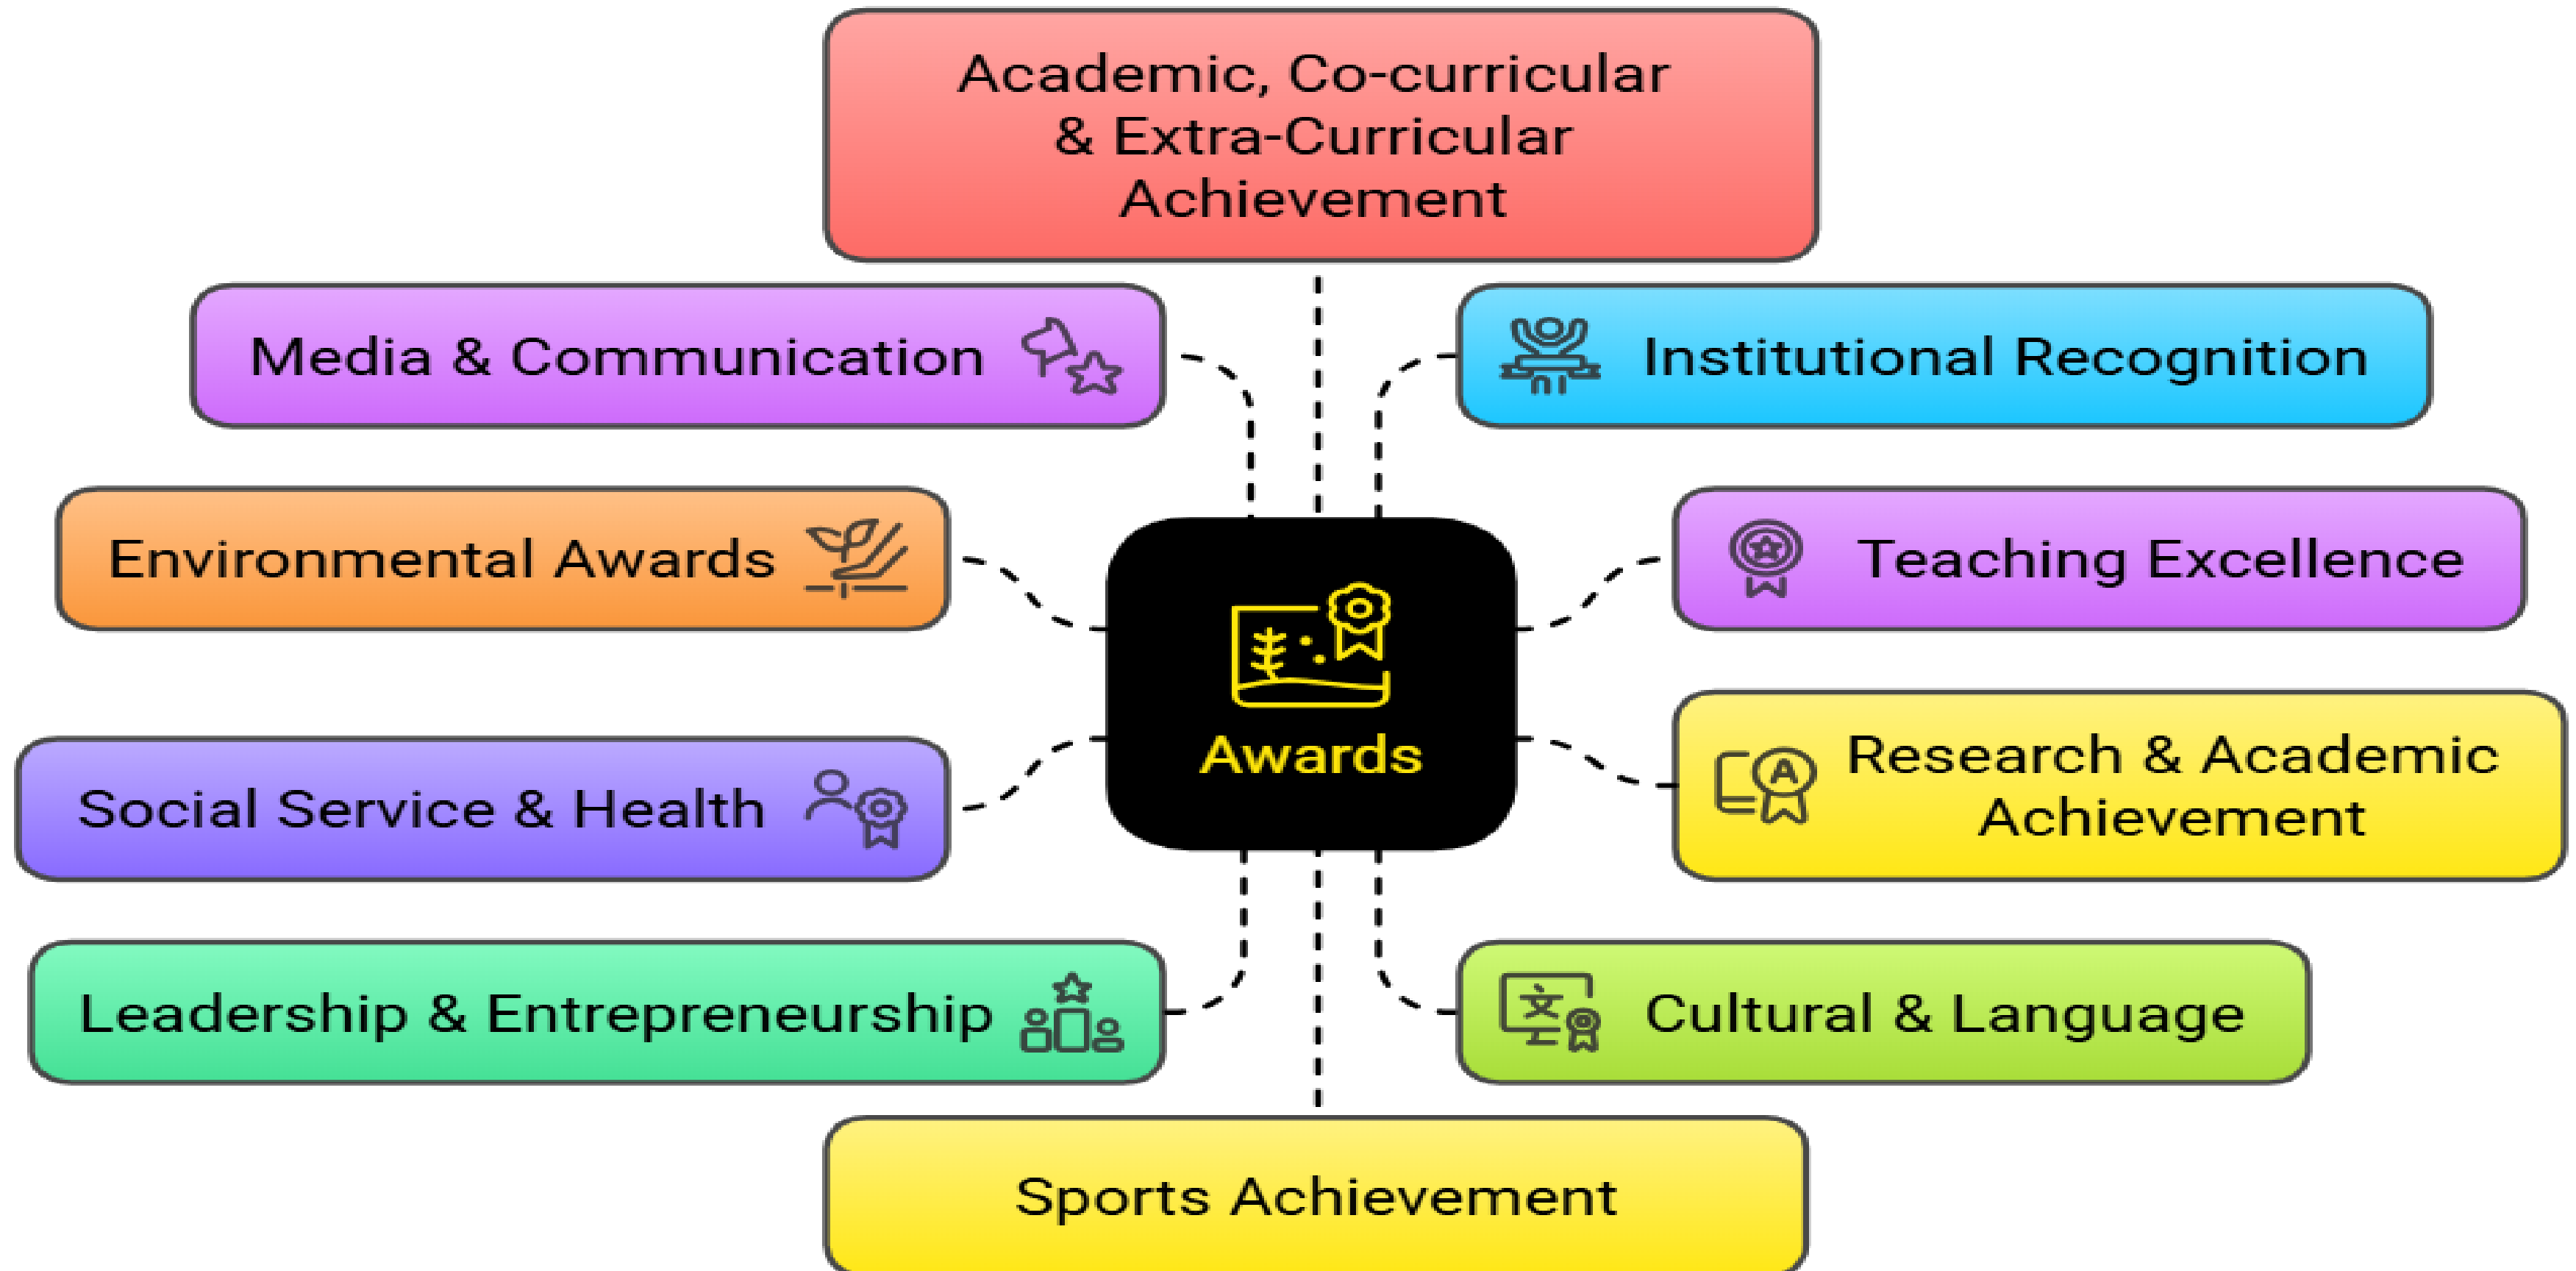 Academic, Co-curricular
& Extra-Curricular
Achievement
Media & Communication
Institutional Recognition
Environmental Awards
Teaching Excellence
Awards
Research & Academic
Achievement
Social Service & Health
Leadership & Entrepreneurship
Cultural & Language
Sports Achievement